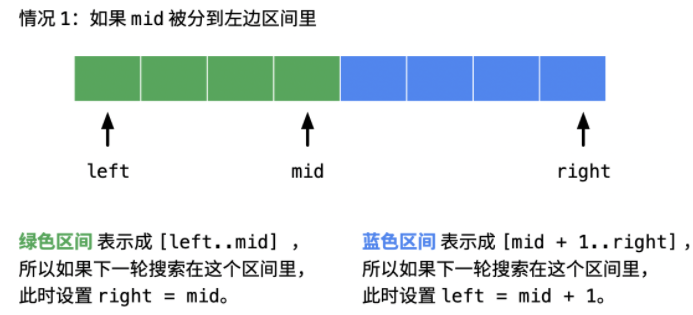 情况 1：如果 mid 被分到左边区间里
left
mid
right
绿色区间 表示成 [left..mid] ，
所以如果下一轮搜索在这个区间里，
此时设置 right = mid。
蓝色区间 表示成 [mid + 1..right] ，
所以如果下一轮搜索在这个区间里，
此时设置 left = mid + 1。